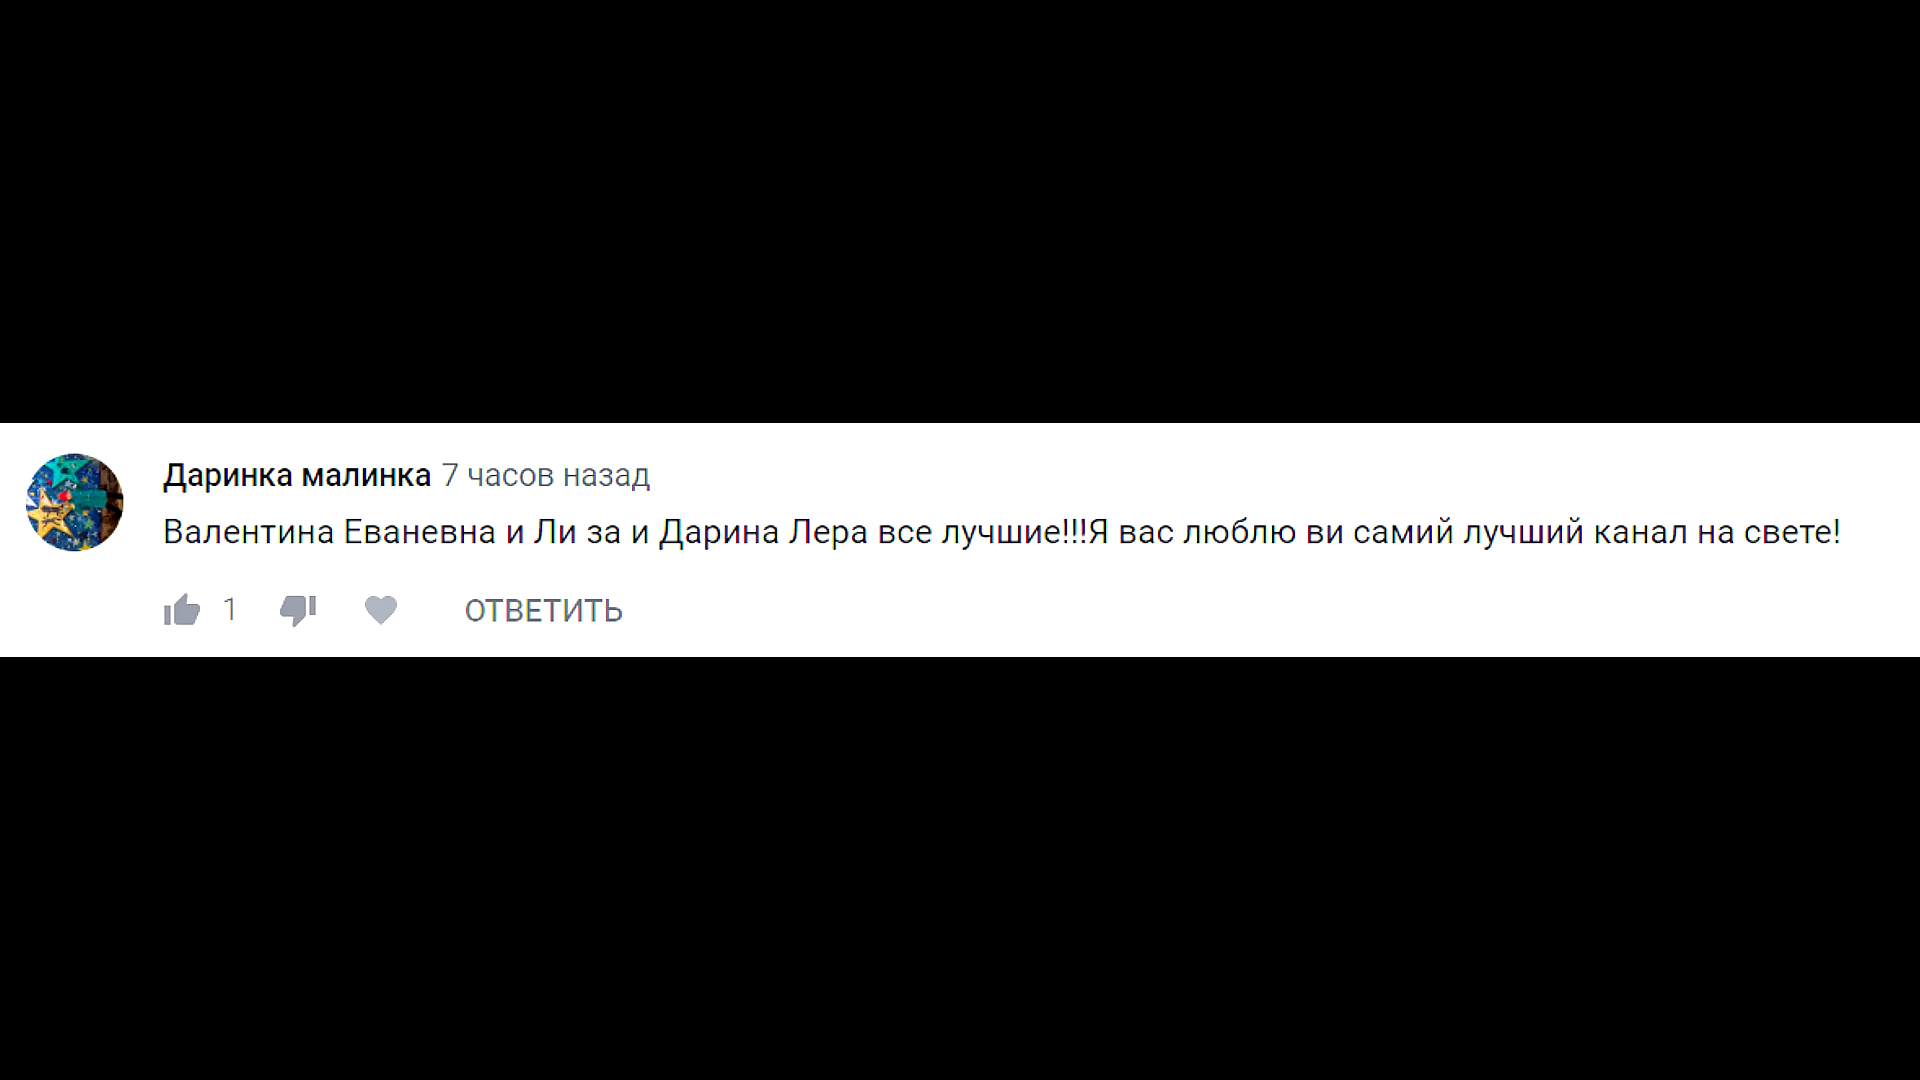 Даринка малинка 7 часов назад
Валентина Еваневна и Ли за и Дарина Лера все лучшие!!!Я вас люблю ви самий лучший канал на свете!
1 ОТВЕТИТЬ